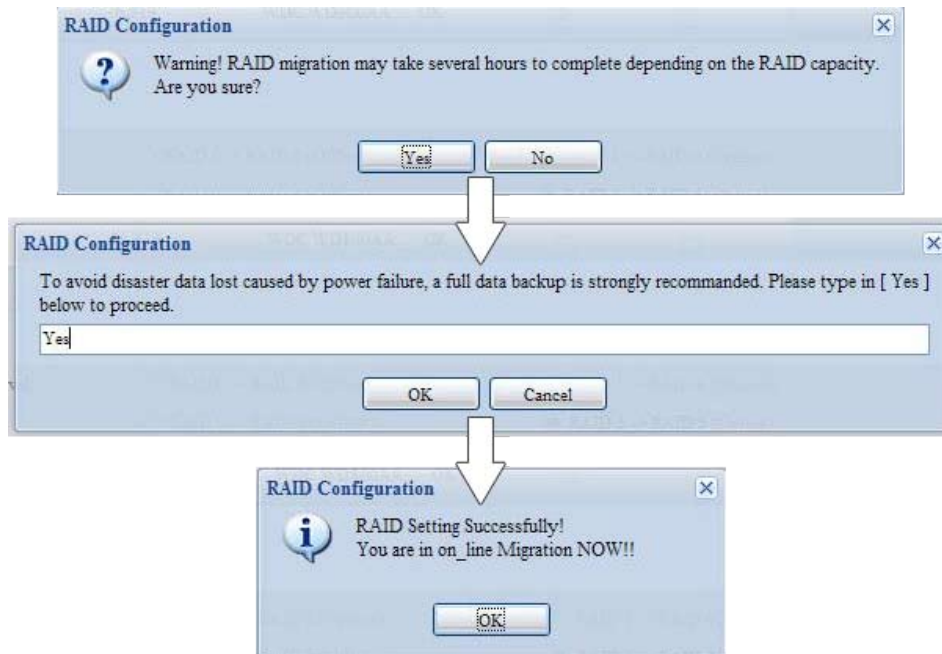 RAID Configuration
Warning! RAID migration may take several hours to complete depending on the RAID capacity.
Are you sure?
Yes
No
RAID Configuration
To avoid disaster data lost caused by power failure, a full data backup is strongly recommanded. Please type in [ Yes ]
below to proceed.
Yes
OK
Cancel
RAID Configuration
RAID Setting Successfully!
You are in on_line Migration NOW!!
OK